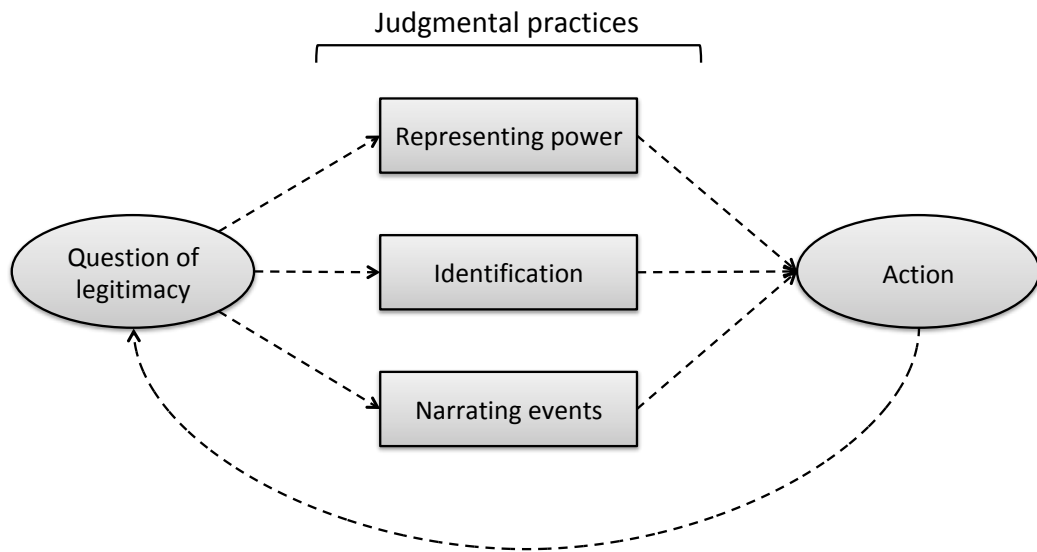 Judgmental practices
Representing power
Question of
legitimacy
Identification
Action
Narrating events